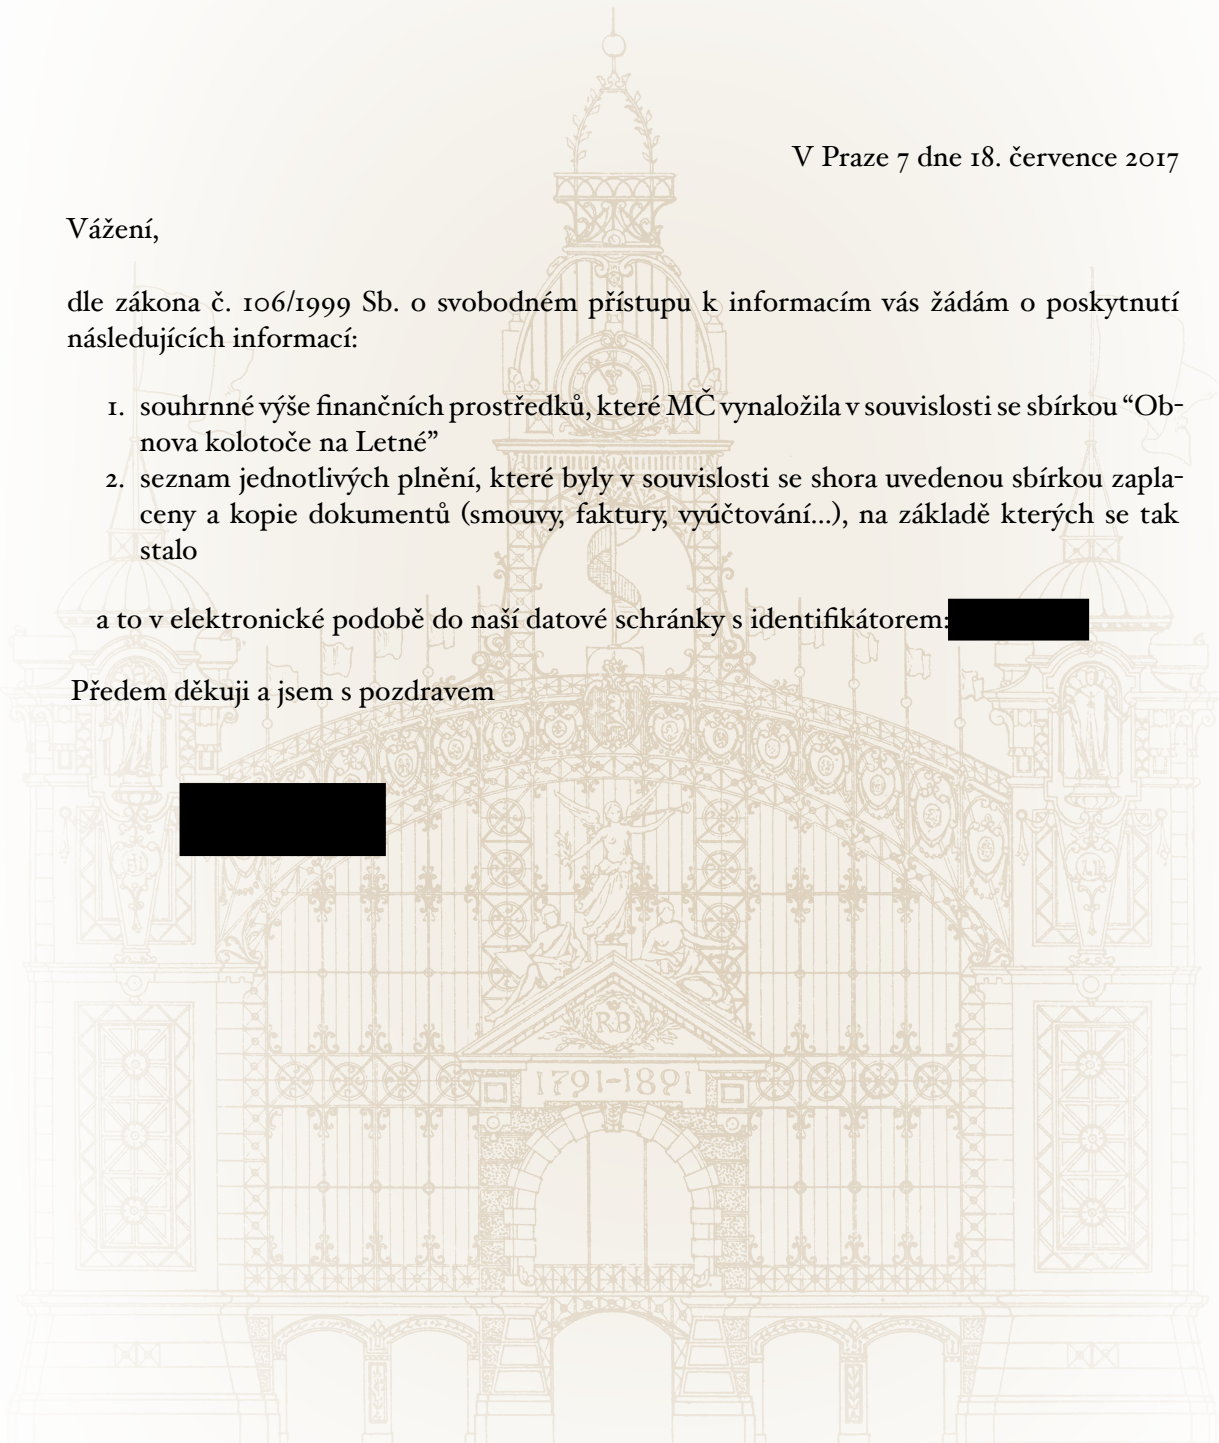 V Praze 7 dne 18. července 2017
Vážení,
dle zákona č. 106/1999 Sb. o svobodném přístupu k informacím vás žádám o poskytnutí
následujících informací:
1. souhrnné výše finančních prostředků, které MČ vynaložila v souvislosti se sbírkou “Ob-
nova kolotoče na Letné”
2. seznam jednotlivých plnění, které byly v souvislosti se shora uvedenou sbírkou zapla-
ceny a kopie dokumentů (smouvy, faktury, vyúčtování...), na základě kterých se tak
stalo
a to v elektronické podobě do naší datové schránky s identifikátorem:
Předem děkuji a jsem s pozdravem
RB
1791-1891